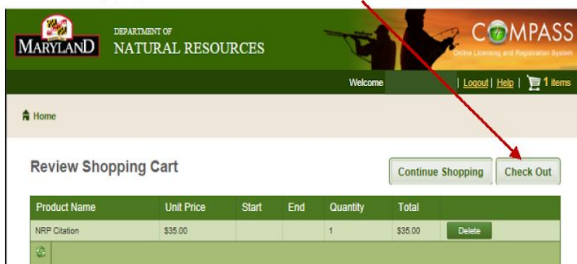 MARYLAND
DEPARTMENT OF
NATURAL RESOURCES
COMPASS
Online Licensing and Registration System
Welcome | Logout | Help | 1 items
Home
Review Shopping Cart
Continue Shopping Check Out
Product Name Unit Price Start End Quantity Total
NRP Citation $35.00 1 $35.00 Delete